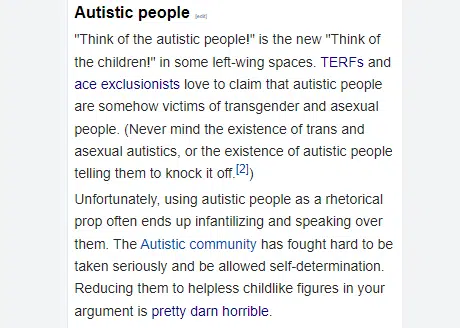 Autistic people [edit]
"Think of the autistic people!" is the new "Think of
the children!" in some left-wing spaces. TERFs and
ace exclusionists love to claim that autistic people
are somehow victims of transgender and asexual
people. (Never mind the existence of trans and
asexual autistics, or the existence of autistic people
telling them to knock it off.[2])
Unfortunately, using autistic people as a rhetorical
prop often ends up infantilizing and speaking over
them. The Autistic community has fought hard to be
taken seriously and be allowed self-determination.
Reducing them to helpless childlike figures in your
argument is pretty darn horrible.